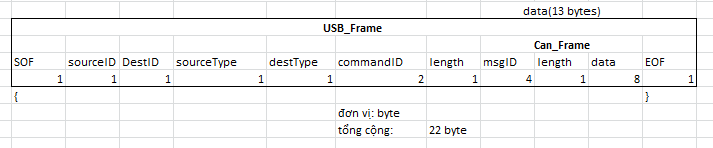 data(13 bytes)
USB_Frame
Can_Frame
SOF sourceID DestID sourceType destType commandID length msgID length data EOF
1 1 1 1 1 2 1 4 1 8 1
{ }
đơn vị: byte
tổng cộng: 22 byte